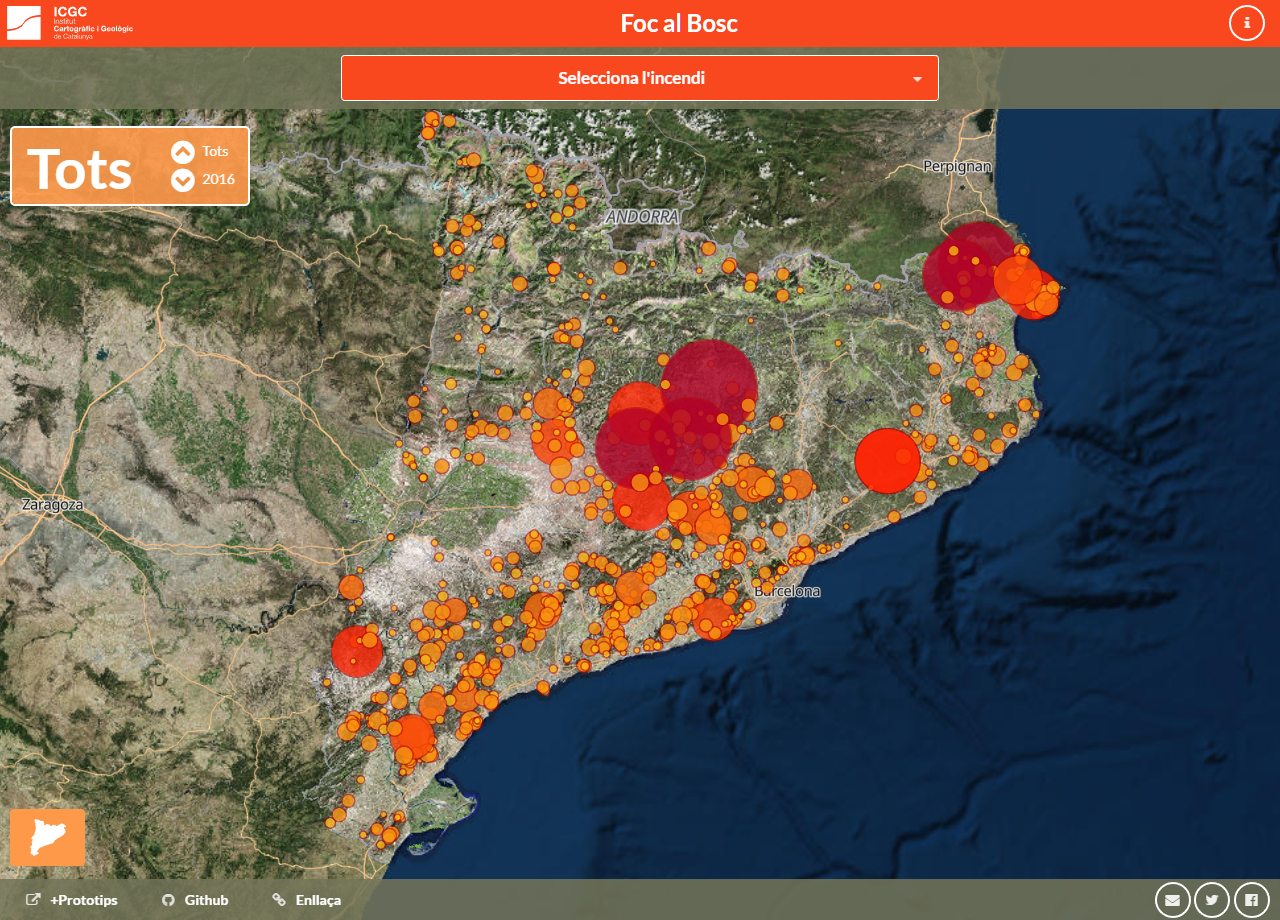 ICGC
Institut
Cartogràfic i Geològic
de Catalunya
Foc al Bosc
Selecciona l'incendi
Tots
Tots
2016
Perpignan
ANDORRA
Zaragoza
Barcelona
+Prototips
Github
Enllaça